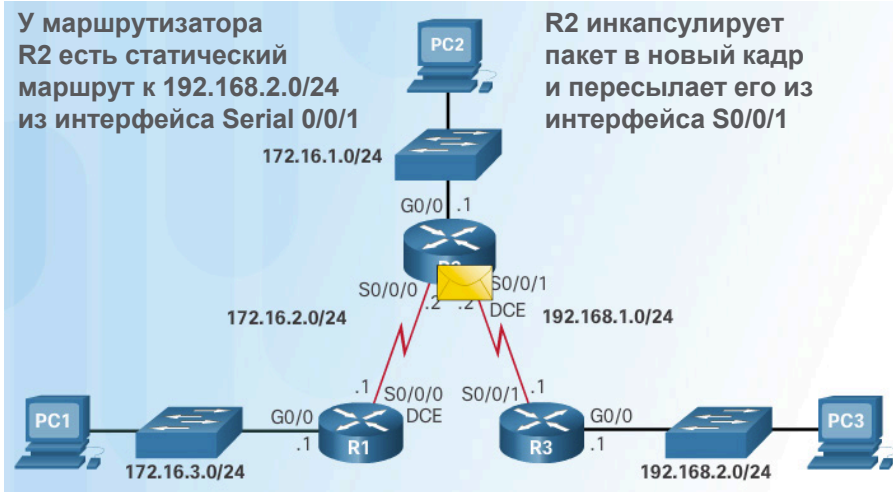 У маршрутизатора
R2 есть статический
маршрут к 192.168.2.0/24
из интерфейса Serial 0/0/1
R2 инкапсулирует
пакет в новый кадр
и пересылает его из
интерфейса S0/0/1
PC2
172.16.1.0/24
G0/0 .1
R2
S0/0/0 S0/0/1
.2 .2 DCE
172.16.2.0/24 192.168.1.0/24
.1 S0/0/0 S0/0/1 .1
DCE
PC1 G0/0 G0/0 PC3
.1 R1 R3 .1
172.16.3.0/24 192.168.2.0/24